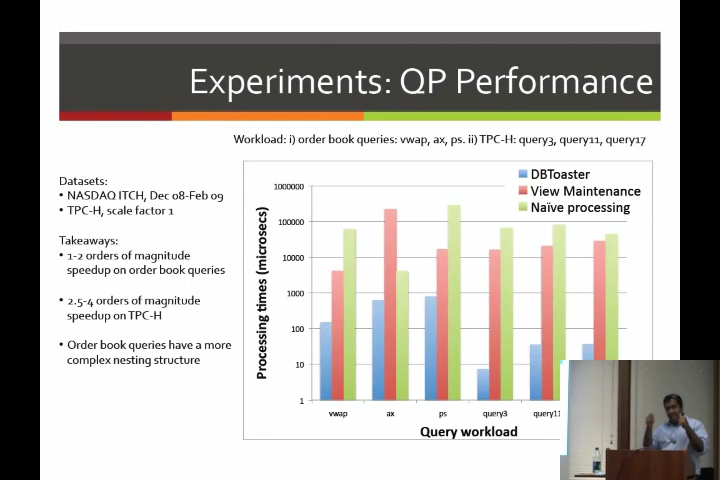 Experiments: QP Performance
Workload: i) order book queries: vwap, ax, ps. ii) TPC-H: query3, query11, query17
Datasets:
• NASDAQ ITCH, Dec 08-Feb 09
• TPC-H, scale factor 1
Takeaways:
• 1-2 orders of magnitude
speedup on order book queries
• 2.5-4 orders of magnitude
speedup on TPC-H
• Order book queries have a more
complex nesting structure
DBToaster
View Maintenance
Naïve processing
Processing times (microsecs)
1000000
100000
10000
1000
100
10
1
vwap ax ps query3 query11
Query workload